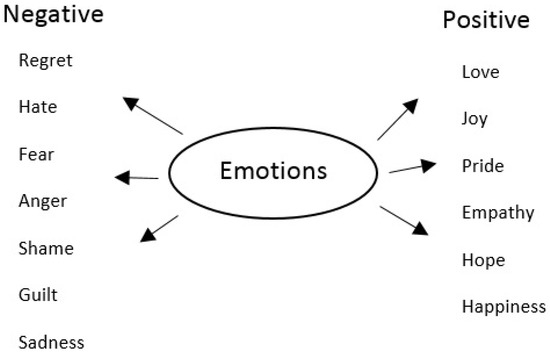 Negative
Regret
Hate
Fear
Anger
Shame
Guilt
Sadness
Emotions
Positive
Love
Joy
Pride
Empathy
Hope
Happiness